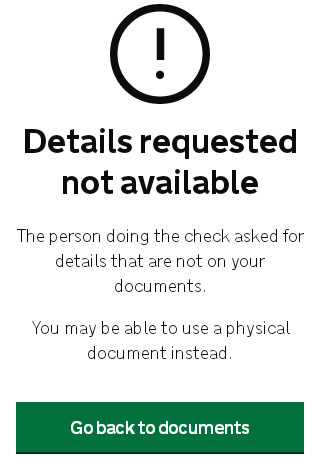 Details requested
not available
The person doing the check asked for
details that are not on your
documents.
You may be able to use a physical
document instead.
Go back to documents